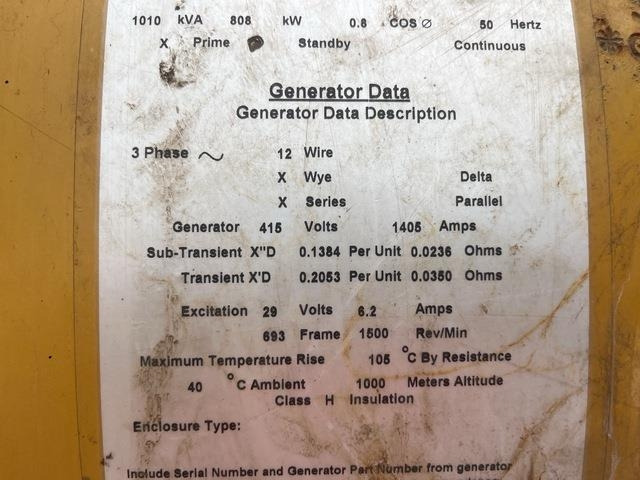 1010 kVA 808 kW 0.8 COS Ø 50 Hertz
X Prime Standby Continuous
Generator Data
Generator Data Description
3 Phase ~ 12 Wire
X Wye Delta
X Series Parallel
Generator 415 Volts 1405 Amps
Sub-Transient X"D 0.1384 Per Unit 0.0236 Ohms
Transient X'D 0.2053 Per Unit 0.0350 Ohms
Excitation 29 Volts 6.2 Amps
693 Frame 1500 Rev/Min
Maximum Temperature Rise 105 °C By Resistance
40 °C Ambient 1000 Meters Altitude
Class H Insulation
Enclosure Type:
Include Serial Number and Generator Part Number from generator